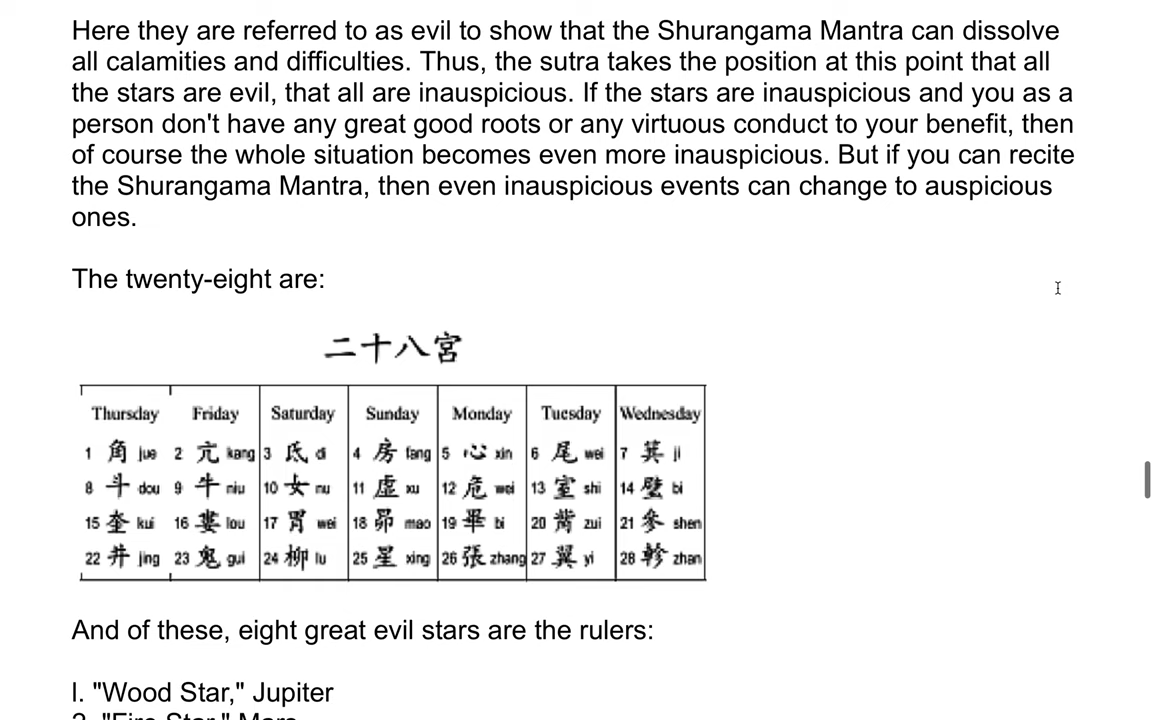 Here they are referred to as evil to show that the Shurangama Mantra can dissolve
all calamities and difficulties. Thus, the sutra takes the position at this point that all
the stars are evil, that all are inauspicious. If the stars are inauspicious and you as a
person don't have any great good roots or any virtuous conduct to your benefit, then
of course the whole situation becomes even more inauspicious. But if you can recite
the Shurangama Mantra, then even inauspicious events can change to auspicious
ones.
The twenty-eight are:
二十八宮
Thursday Friday Saturday Sunday Monday Tuesday Wednesday
1 角 jue 2 亢 kang 3 氐 di 4 房 fang 5 心 xin 6 尾 wei 7 箕 ji
8 斗 dou 9 牛 niu 10 女 nu 11 虛 xu 12 危 wei 13 室 shi 14 壁 bi
15 奎 kui 16 婁 lou 17 胃 wei 18 昴 mao 19 畢 bi 20 觜 zui 21 參 shen
22 井 jing 23 鬼 gui 24 柳 lu 25 星 xing 26 張 zhang 27 翼 yi 28 軫 zhan
And of these, eight great evil stars are the rulers:
l. "Wood Star," Jupiter
2. "Fire Star," Mars